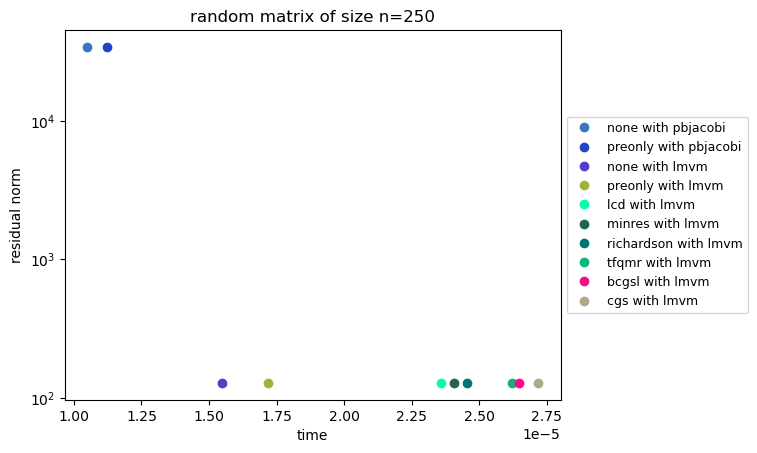 random matrix of size n=250
residual norm
10^4
10^3
10^2
1.00 1.25 1.50 1.75 2.00 2.25 2.50 2.75
1e−5
time
none with pbjacobi
preonly with pbjacobi
none with lmvm
preonly with lmvm
lcd with lmvm
minres with lmvm
richardson with lmvm
tfqmr with lmvm
bcgsl with lmvm
cgs with lmvm